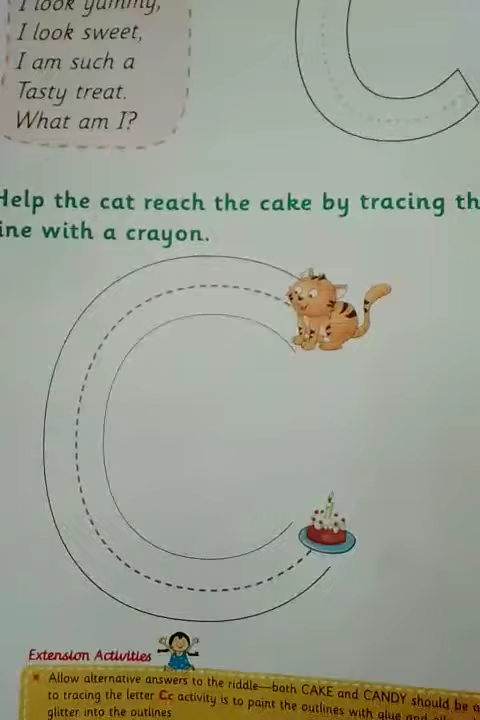 I look yummy,
I look sweet,
I am such a
Tasty treat.
What am I?
Help the cat reach the cake by tracing
with a crayon.
Extension Activities
Allow alternative answers to the riddle—both CAKE and CANDY should be
to tracing the letter Cc activity is to paint the outlines with glue and
glitter into the outlines